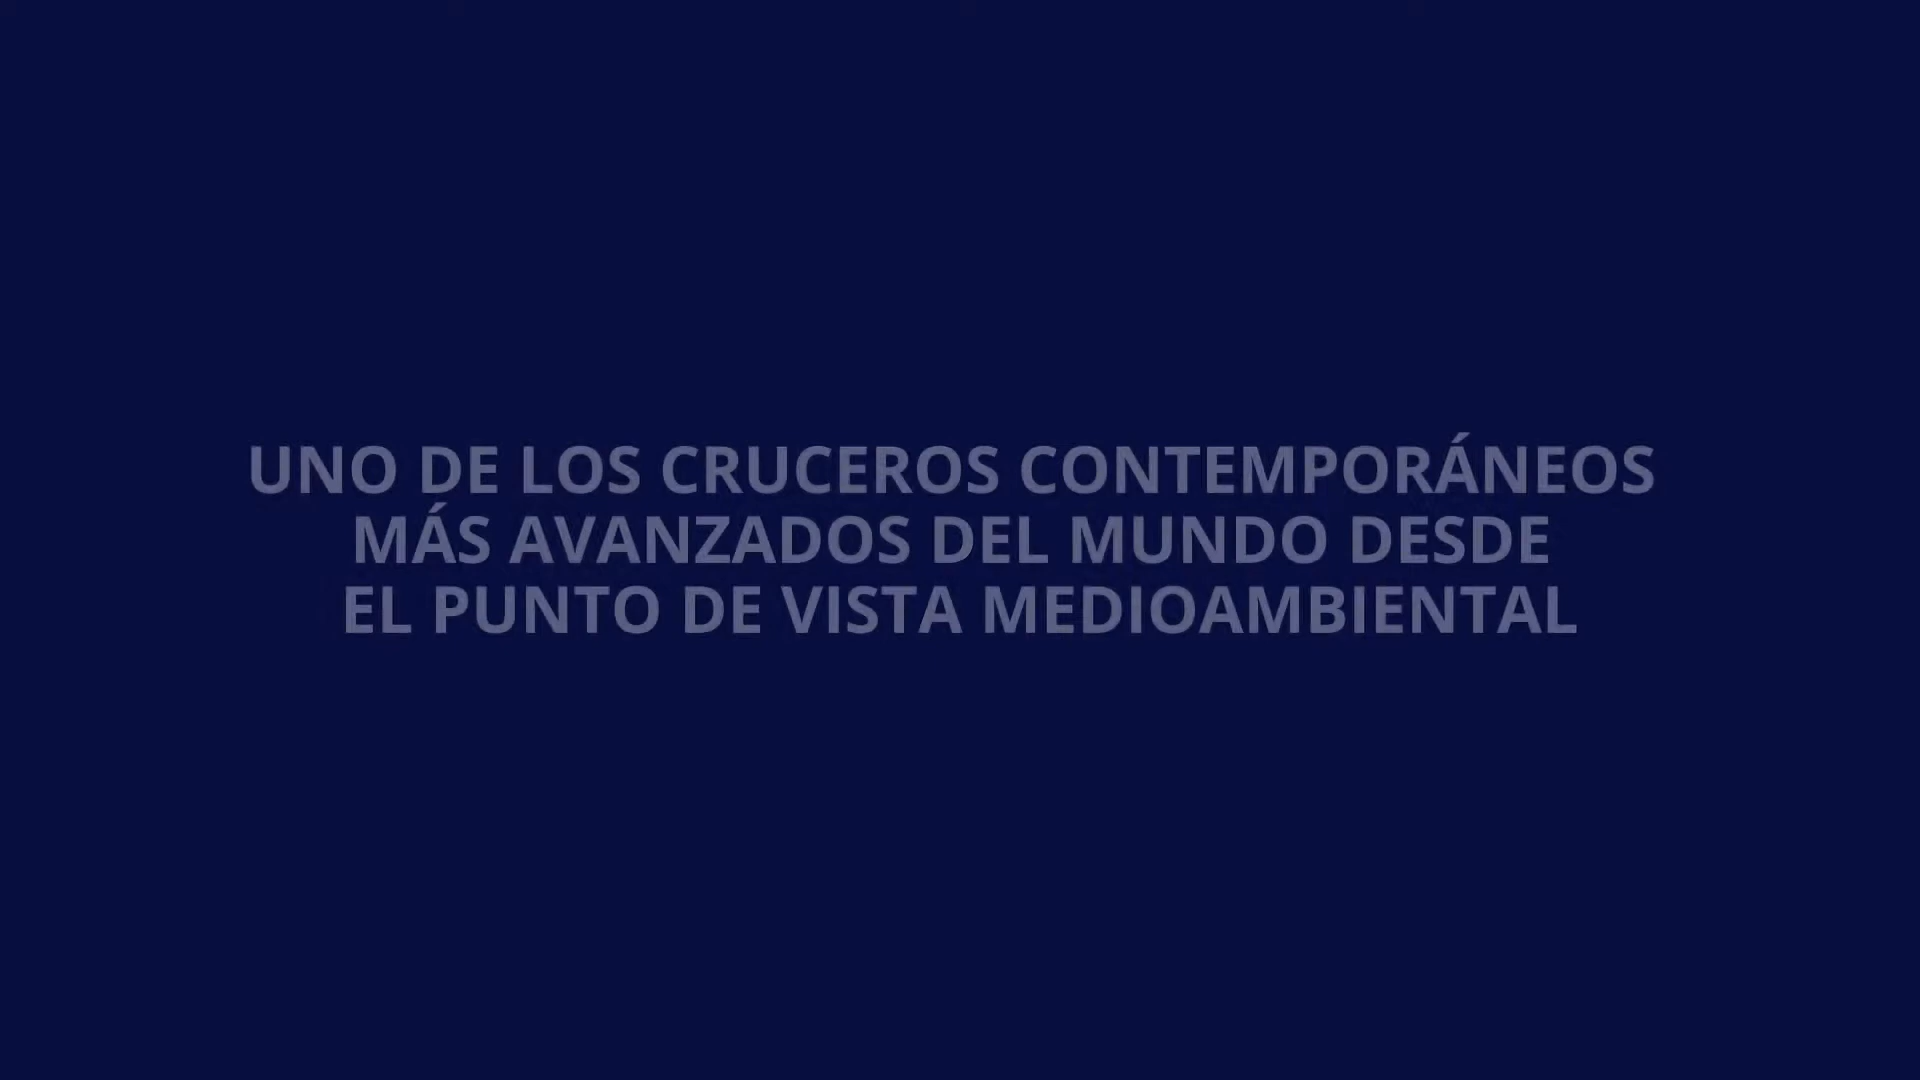 UNO DE LOS CRUCEROS CONTEMPORÁNEOS
MÁS AVANZADOS DEL MUNDO DESDE
EL PUNTO DE VISTA MEDIOAMBIENTAL